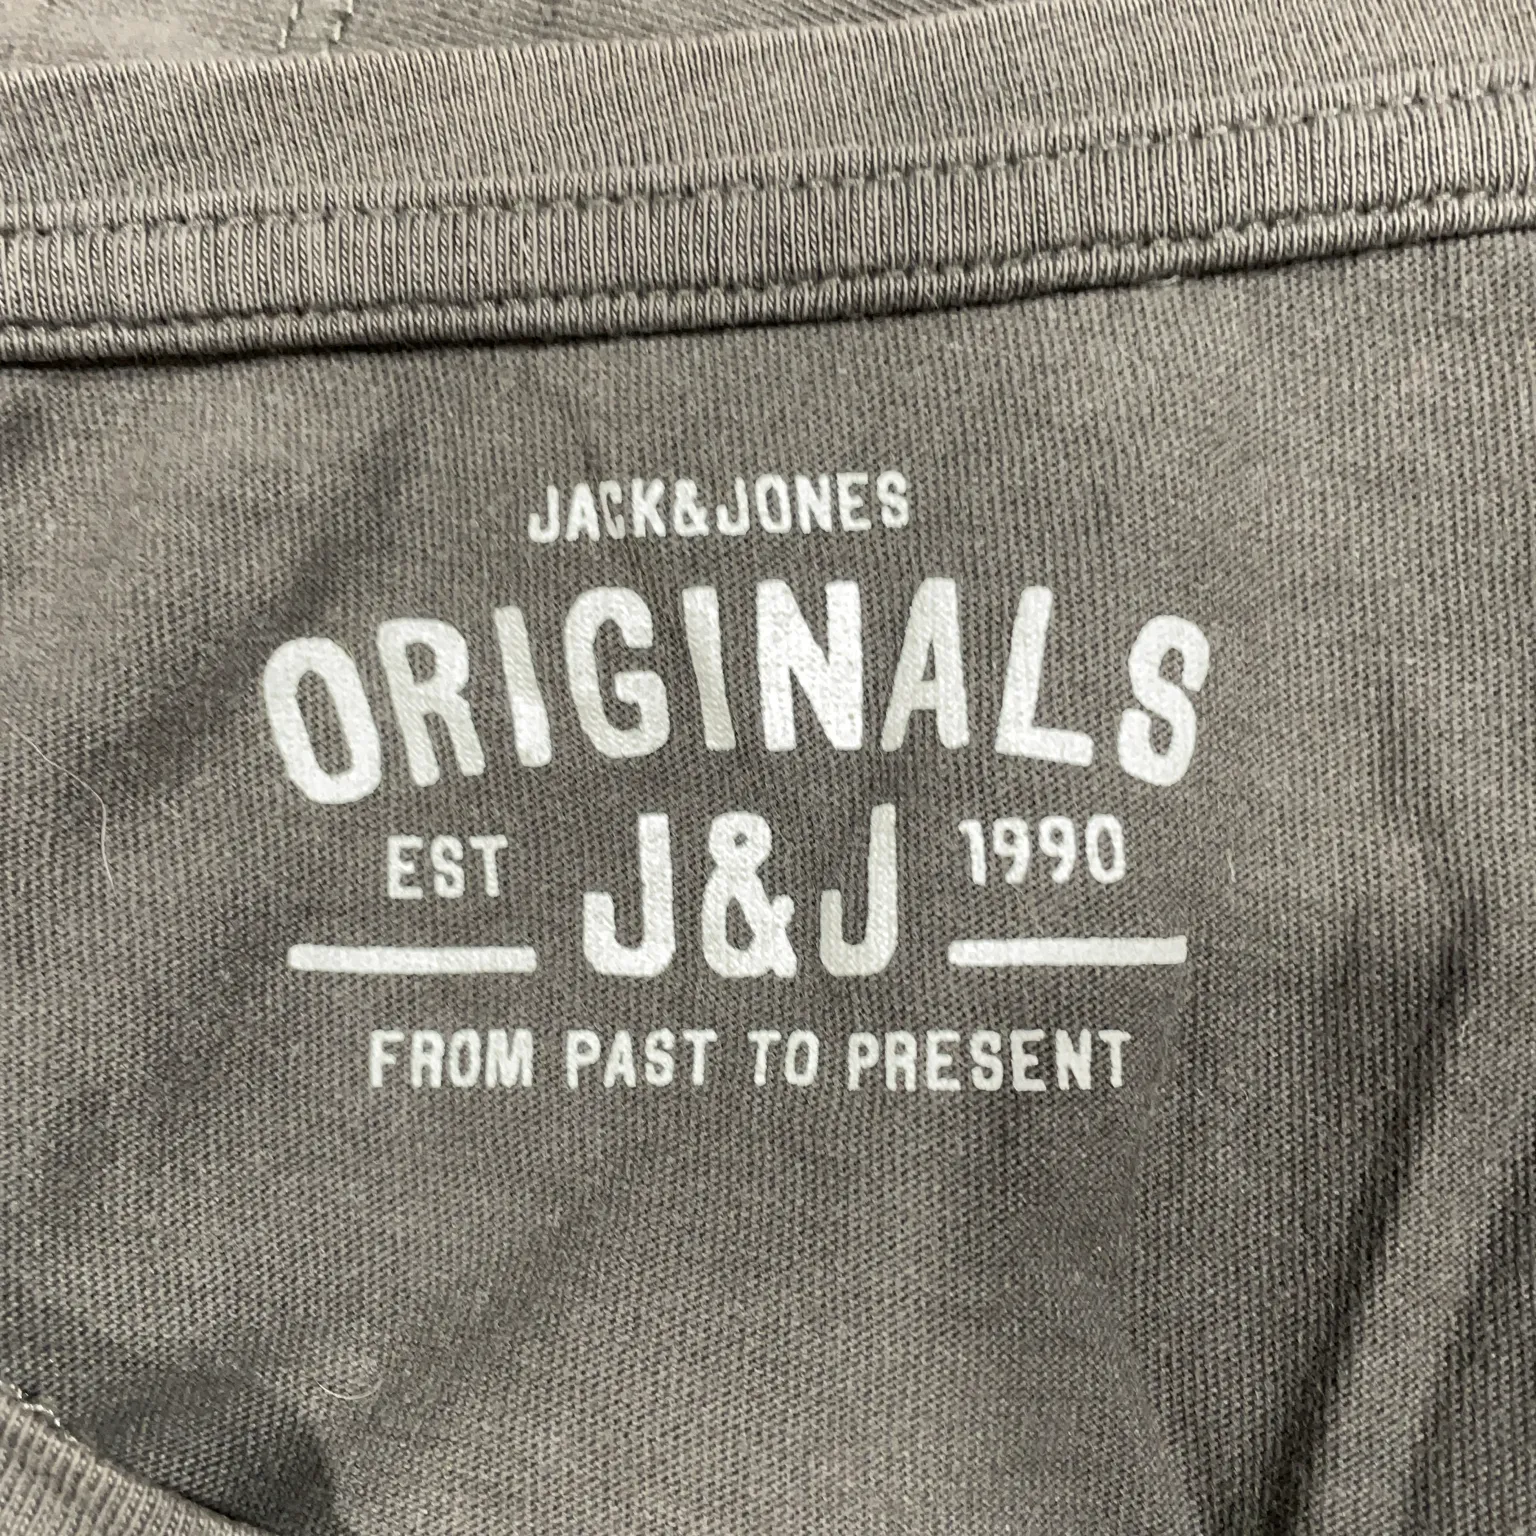 JACK&JONES
ORIGINALS
EST J&J 1990
FROM PAST TO PRESENT